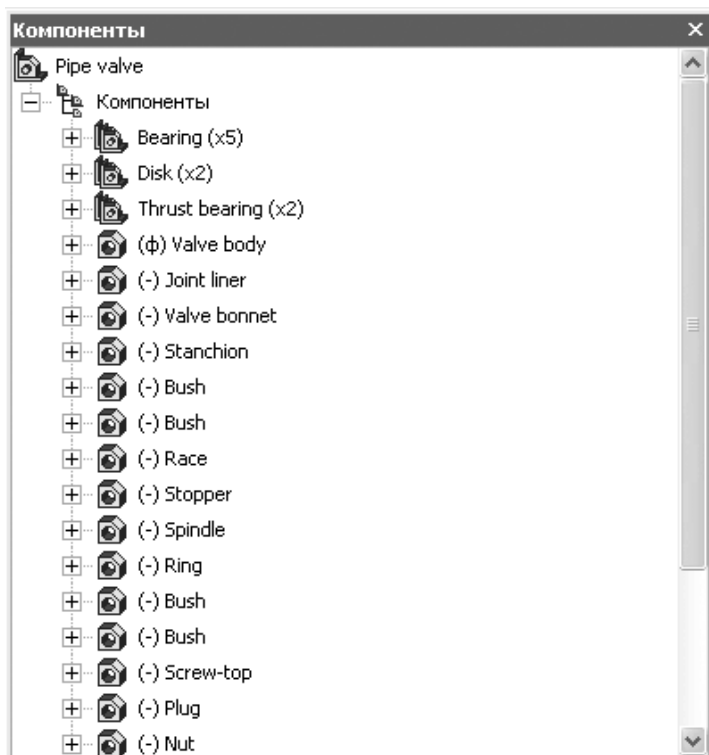 Компоненты
Pipe valve
Компоненты
Bearing (x5)
Disk (x2)
Thrust bearing (x2)
(ф) Valve body
(-) Joint liner
(-) Valve bonnet
(-) Stanchion
(-) Bush
(-) Bush
(-) Race
(-) Stopper
(-) Spindle
(-) Ring
(-) Bush
(-) Bush
(-) Screw-top
(-) Plug
(-) Nut